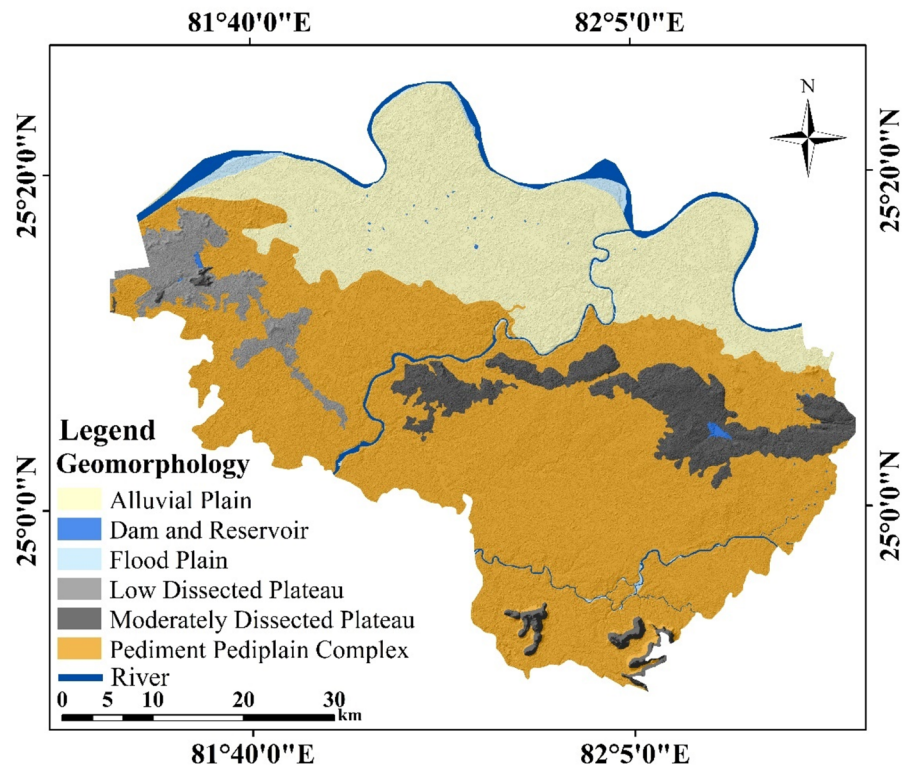 81°40'0"E 82°5'0"E
N
25°20'0"N 25°20'0"N
Legend
Geomorphology
Alluvial Plain
Dam and Reservoir
Flood Plain
Low Dissected Plateau
Moderately Dissected Plateau
Pediment Pediplain Complex
River
25°0'0"N 25°0'0"N
0 5 10 20 30
km
81°40'0"E 82°5'0"E